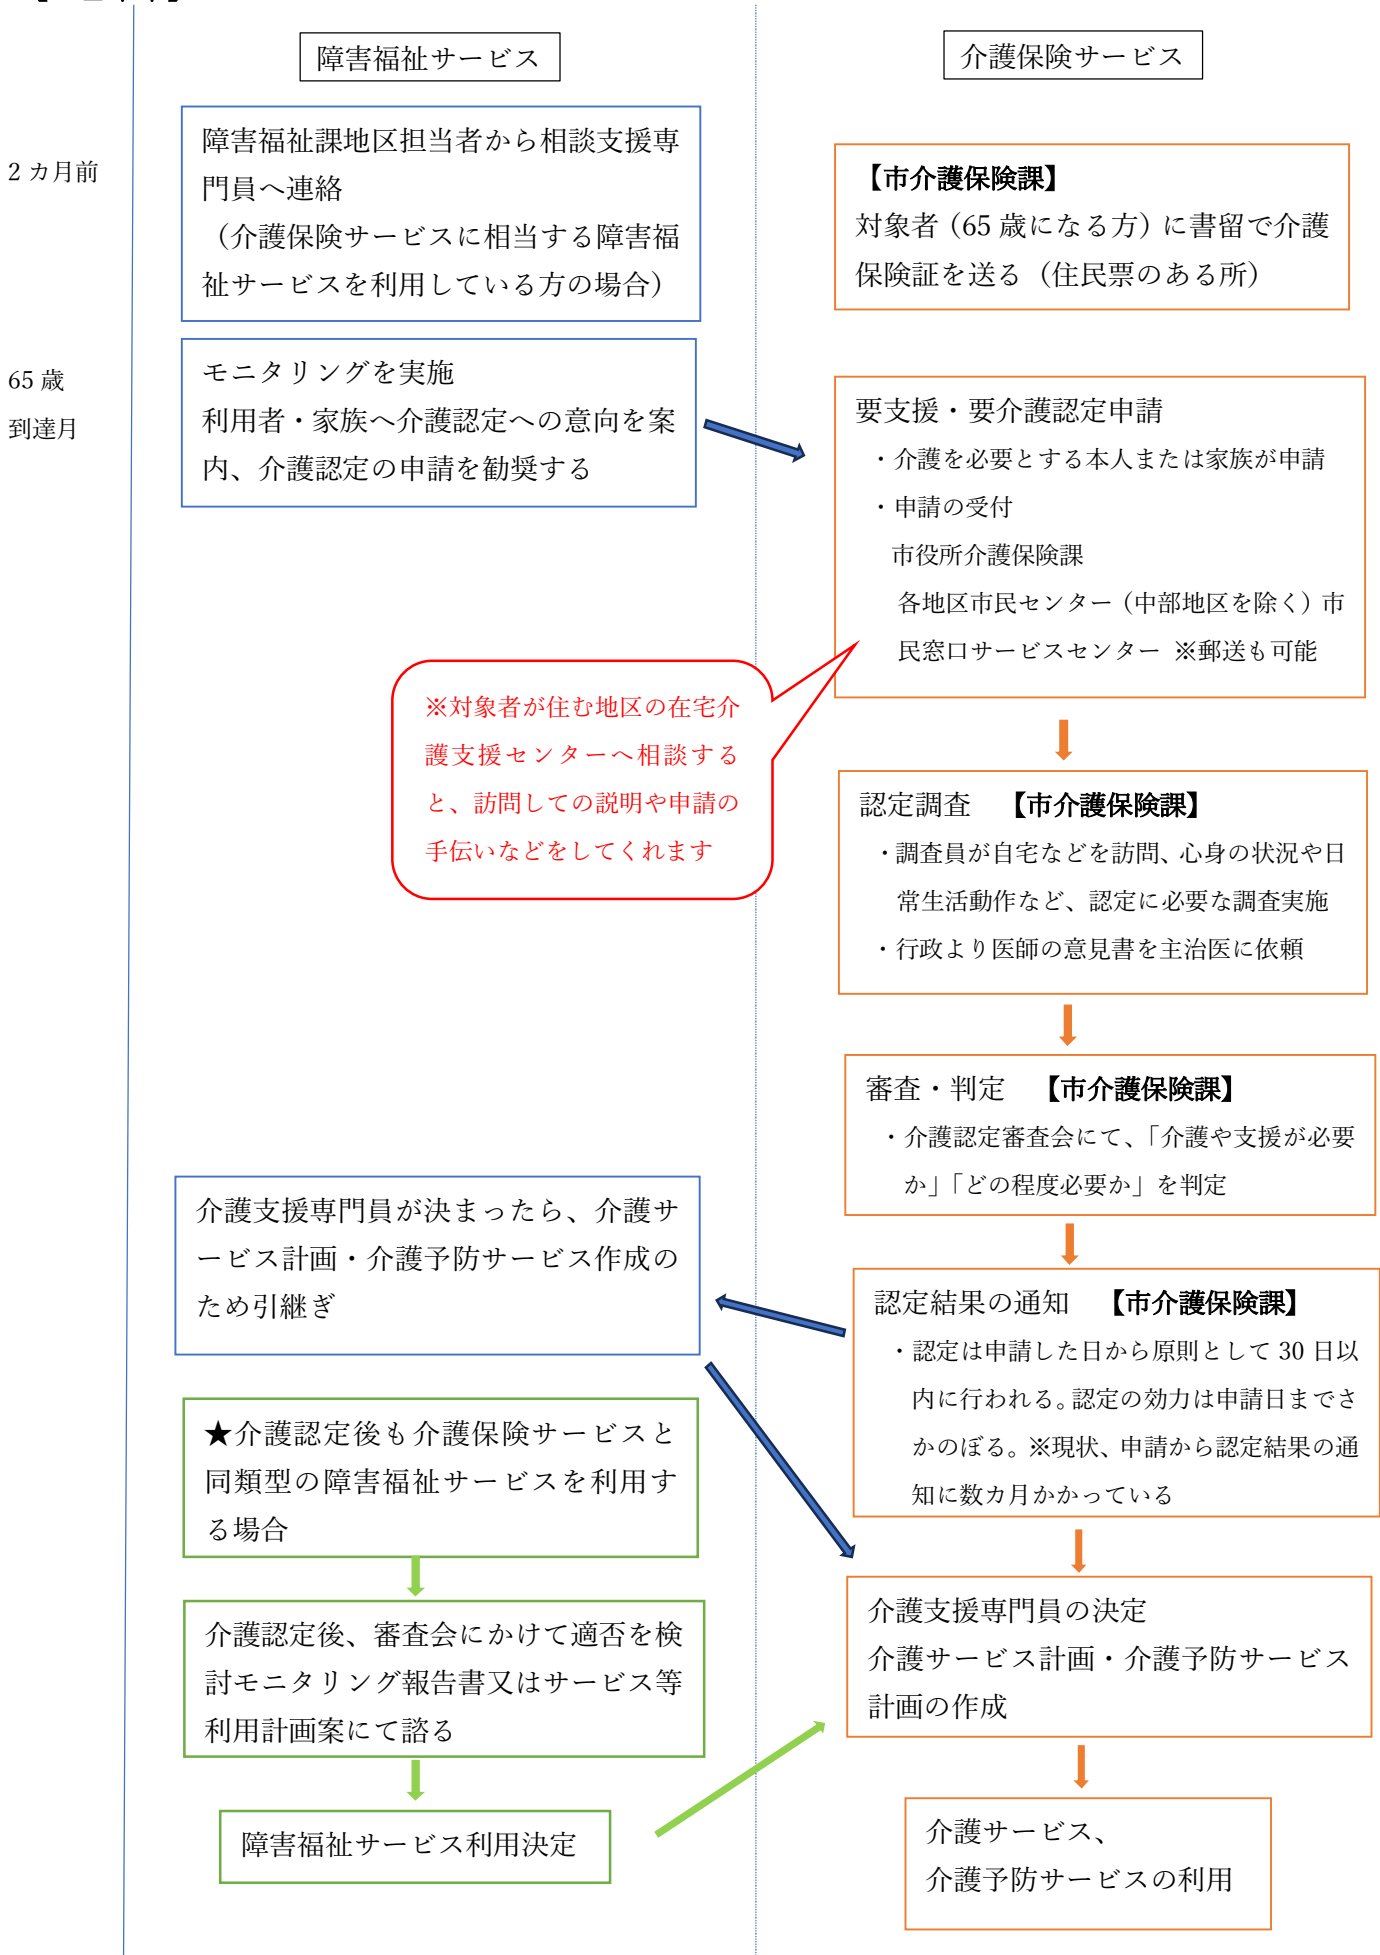 障害福祉サービス
介護保険サービス
2 カ月前
障害福祉課地区担当者から相談支援専
門員へ連絡
（介護保険サービスに相当する障害福
祉サービスを利用している方の場合）
【市介護保険課】
対象者（65 歳になる方）に書留で介護
保険証を送る（住民票のある所）
65 歳
到達月
モニタリングを実施
利用者・家族へ介護認定への意向を案
内、介護認定の申請を勧奨する
要支援・要介護認定申請
・介護を必要とする本人または家族が申請
・申請の受付
市役所介護保険課
各地区市民センター（中部地区を除く）市
民窓口サービスセンター ※郵送も可能
※対象者が住む地区の在宅介
護支援センターへ相談する
と、訪問しての説明や申請の
手伝いなどをしてくれます
認定調査　【市介護保険課】
・調査員が自宅などを訪問、心身の状況や日
常生活動作など、認定に必要な調査実施
・行政より医師の意見書を主治医に依頼
審査・判定　【市介護保険課】
・介護認定審査会にて、「介護や支援が必要
か」「どの程度必要か」を判定
介護支援専門員が決まったら、介護サ
ービス計画・介護予防サービス作成の
ため引継ぎ
認定結果の通知　【市介護保険課】
・認定は申請した日から原則として 30 日以
内に行われる。認定の効力は申請日までさ
かのぼる。※現状、申請から認定結果の通
知に数カ月かかっている
★介護認定後も介護保険サービスと
同類型の障害福祉サービスを利用す
る場合
介護認定後、審査会にかけて適否を検
討モニタリング報告書又はサービス等
利用計画案にて諮る
障害福祉サービス利用決定
介護支援専門員の決定
介護サービス計画・介護予防サービス
計画の作成
介護サービス、
介護予防サービスの利用